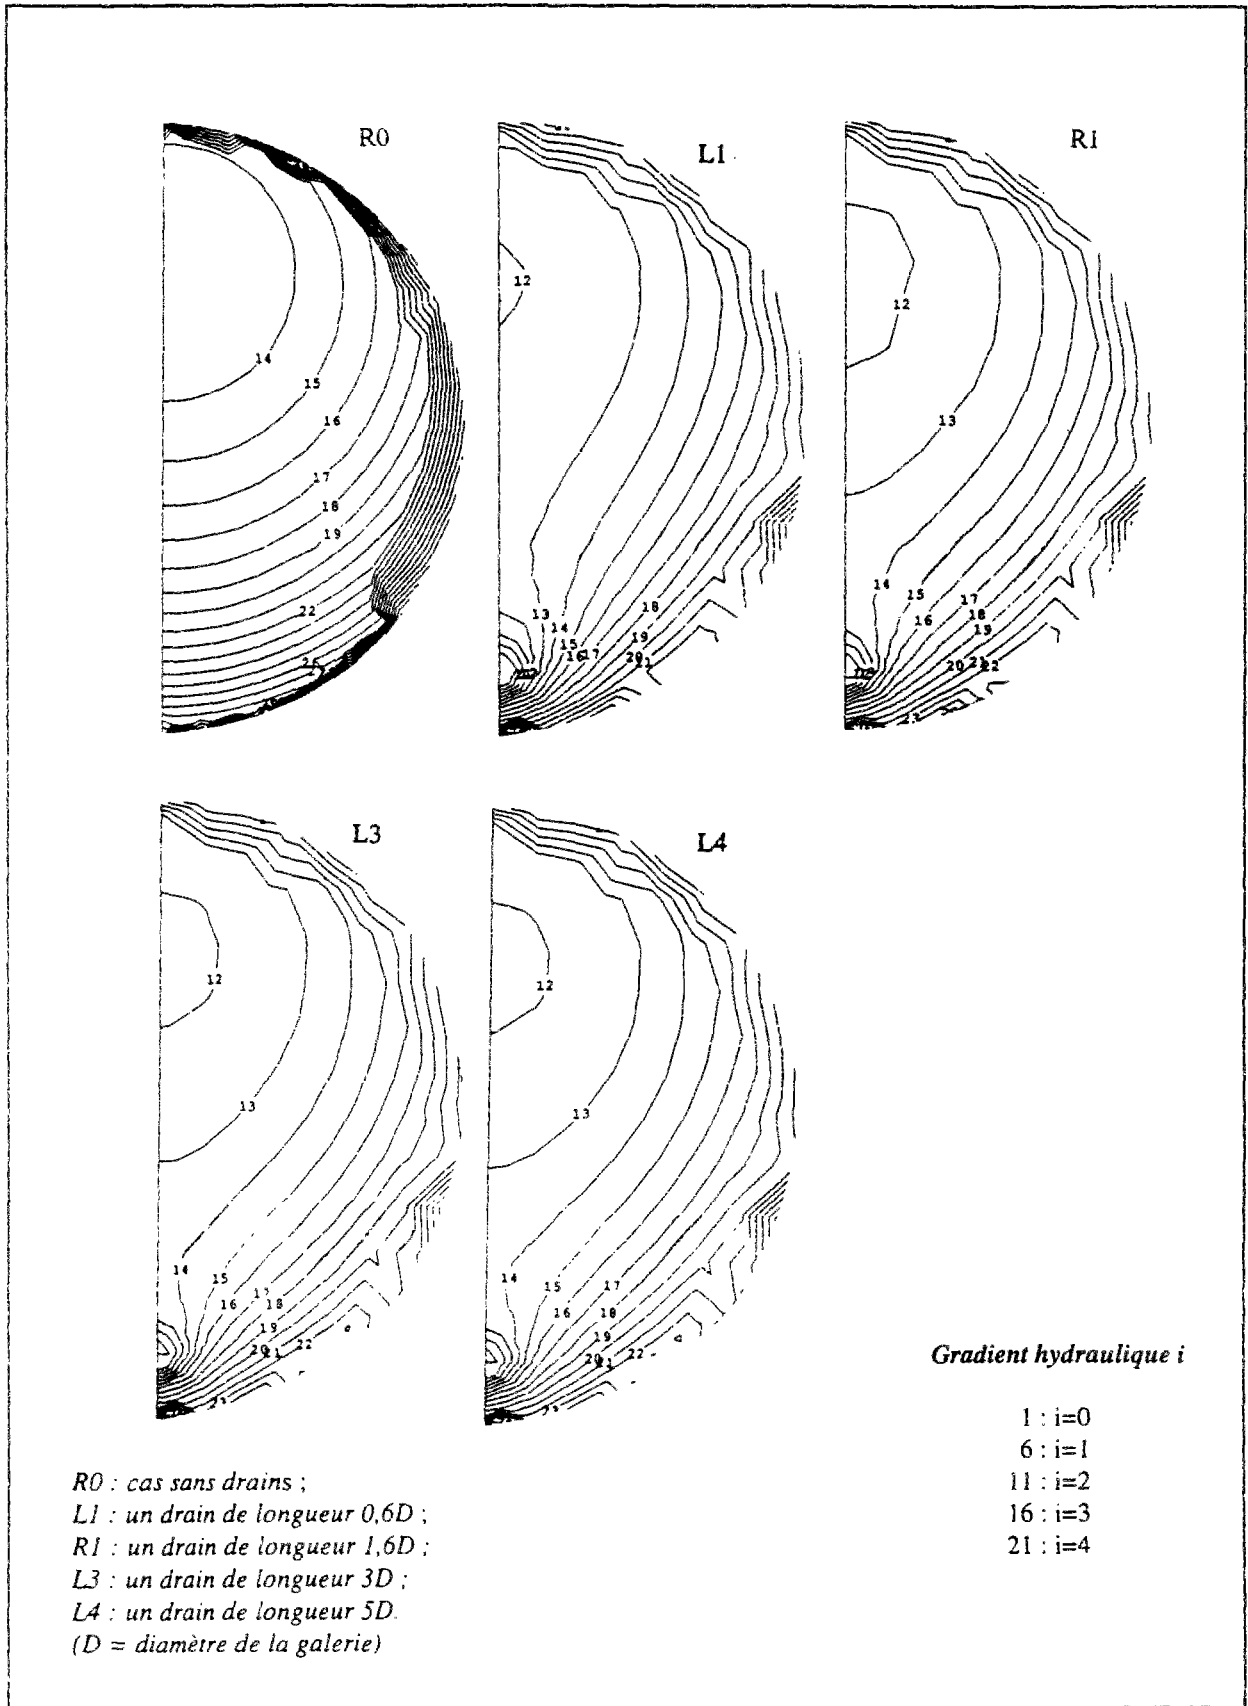 R0
L1
R1
14
15
16
17
18
19
22
12
13
14
15
16
17
18
19
20
21
12
13
14
15
16
17
18
19
20
21
22
L3
L4
12
13
14
15
16
17
18
19
20
21
22
12
13
14
15
16
17
18
19
20
21
22
Gradient hydraulique i
1 : i=0
6 : i=1
11 : i=2
16 : i=3
21 : i=4
R0 : cas sans drains ;
L1 : un drain de longueur 0,6D ;
R1 : un drain de longueur 1,6D ;
L3 : un drain de longueur 3D ;
L4 : un drain de longueur 5D.
(D = diamètre de la galerie)